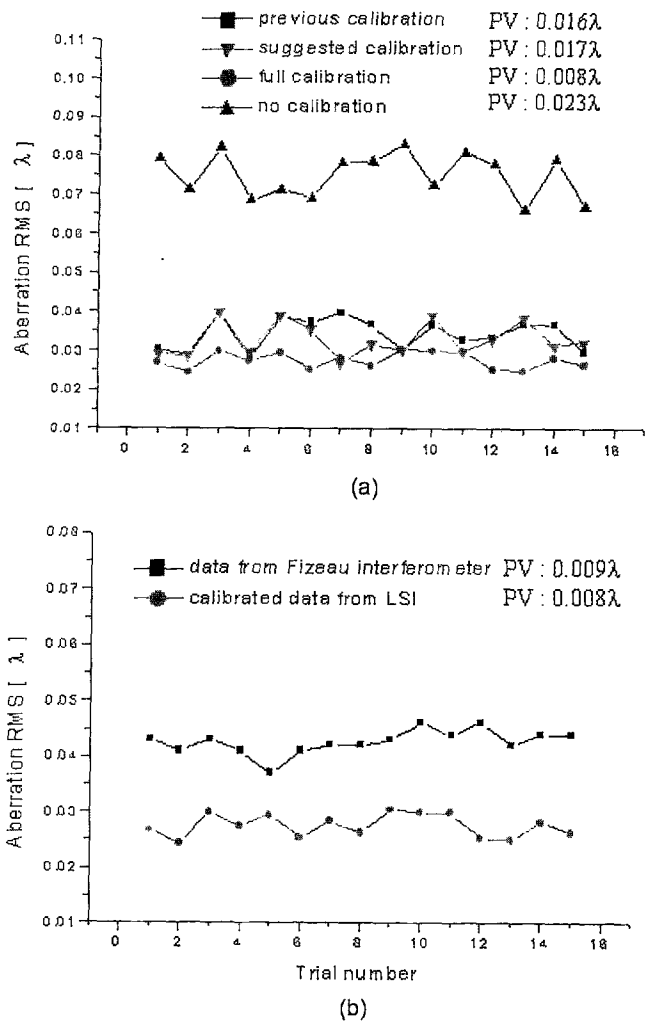 previous calibration PV : 0.016λ
suggested calibration PV : 0.017λ
full calibration PV : 0.008λ
no calibration PV : 0.023λ
Aberration RMS [ λ ]
0.11
0.10
0.09
0.08
0.07
0.06
0.05
0.04
0.03
0.02
0.01
0 2 4 6 8 10 12 14 16
(a)
data from Fizeau interferometer PV : 0.009λ
calibrated data from LSI PV : 0.008λ
Aberration RMS [ λ ]
0.08
0.07
0.06
0.05
0.04
0.03
0.02
0.01
0 2 4 6 8 10 12 14 16
Trial number
(b)